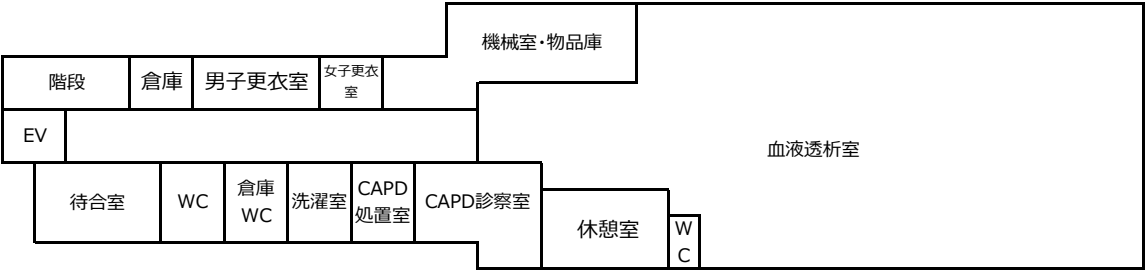 機械室・物品庫
階段
倉庫
男子更衣室
女子更衣
室
EV
血液透析室
待合室
WC
倉庫
WC
洗濯室
CAPD
処置室
CAPD診察室
休憩室
W
C